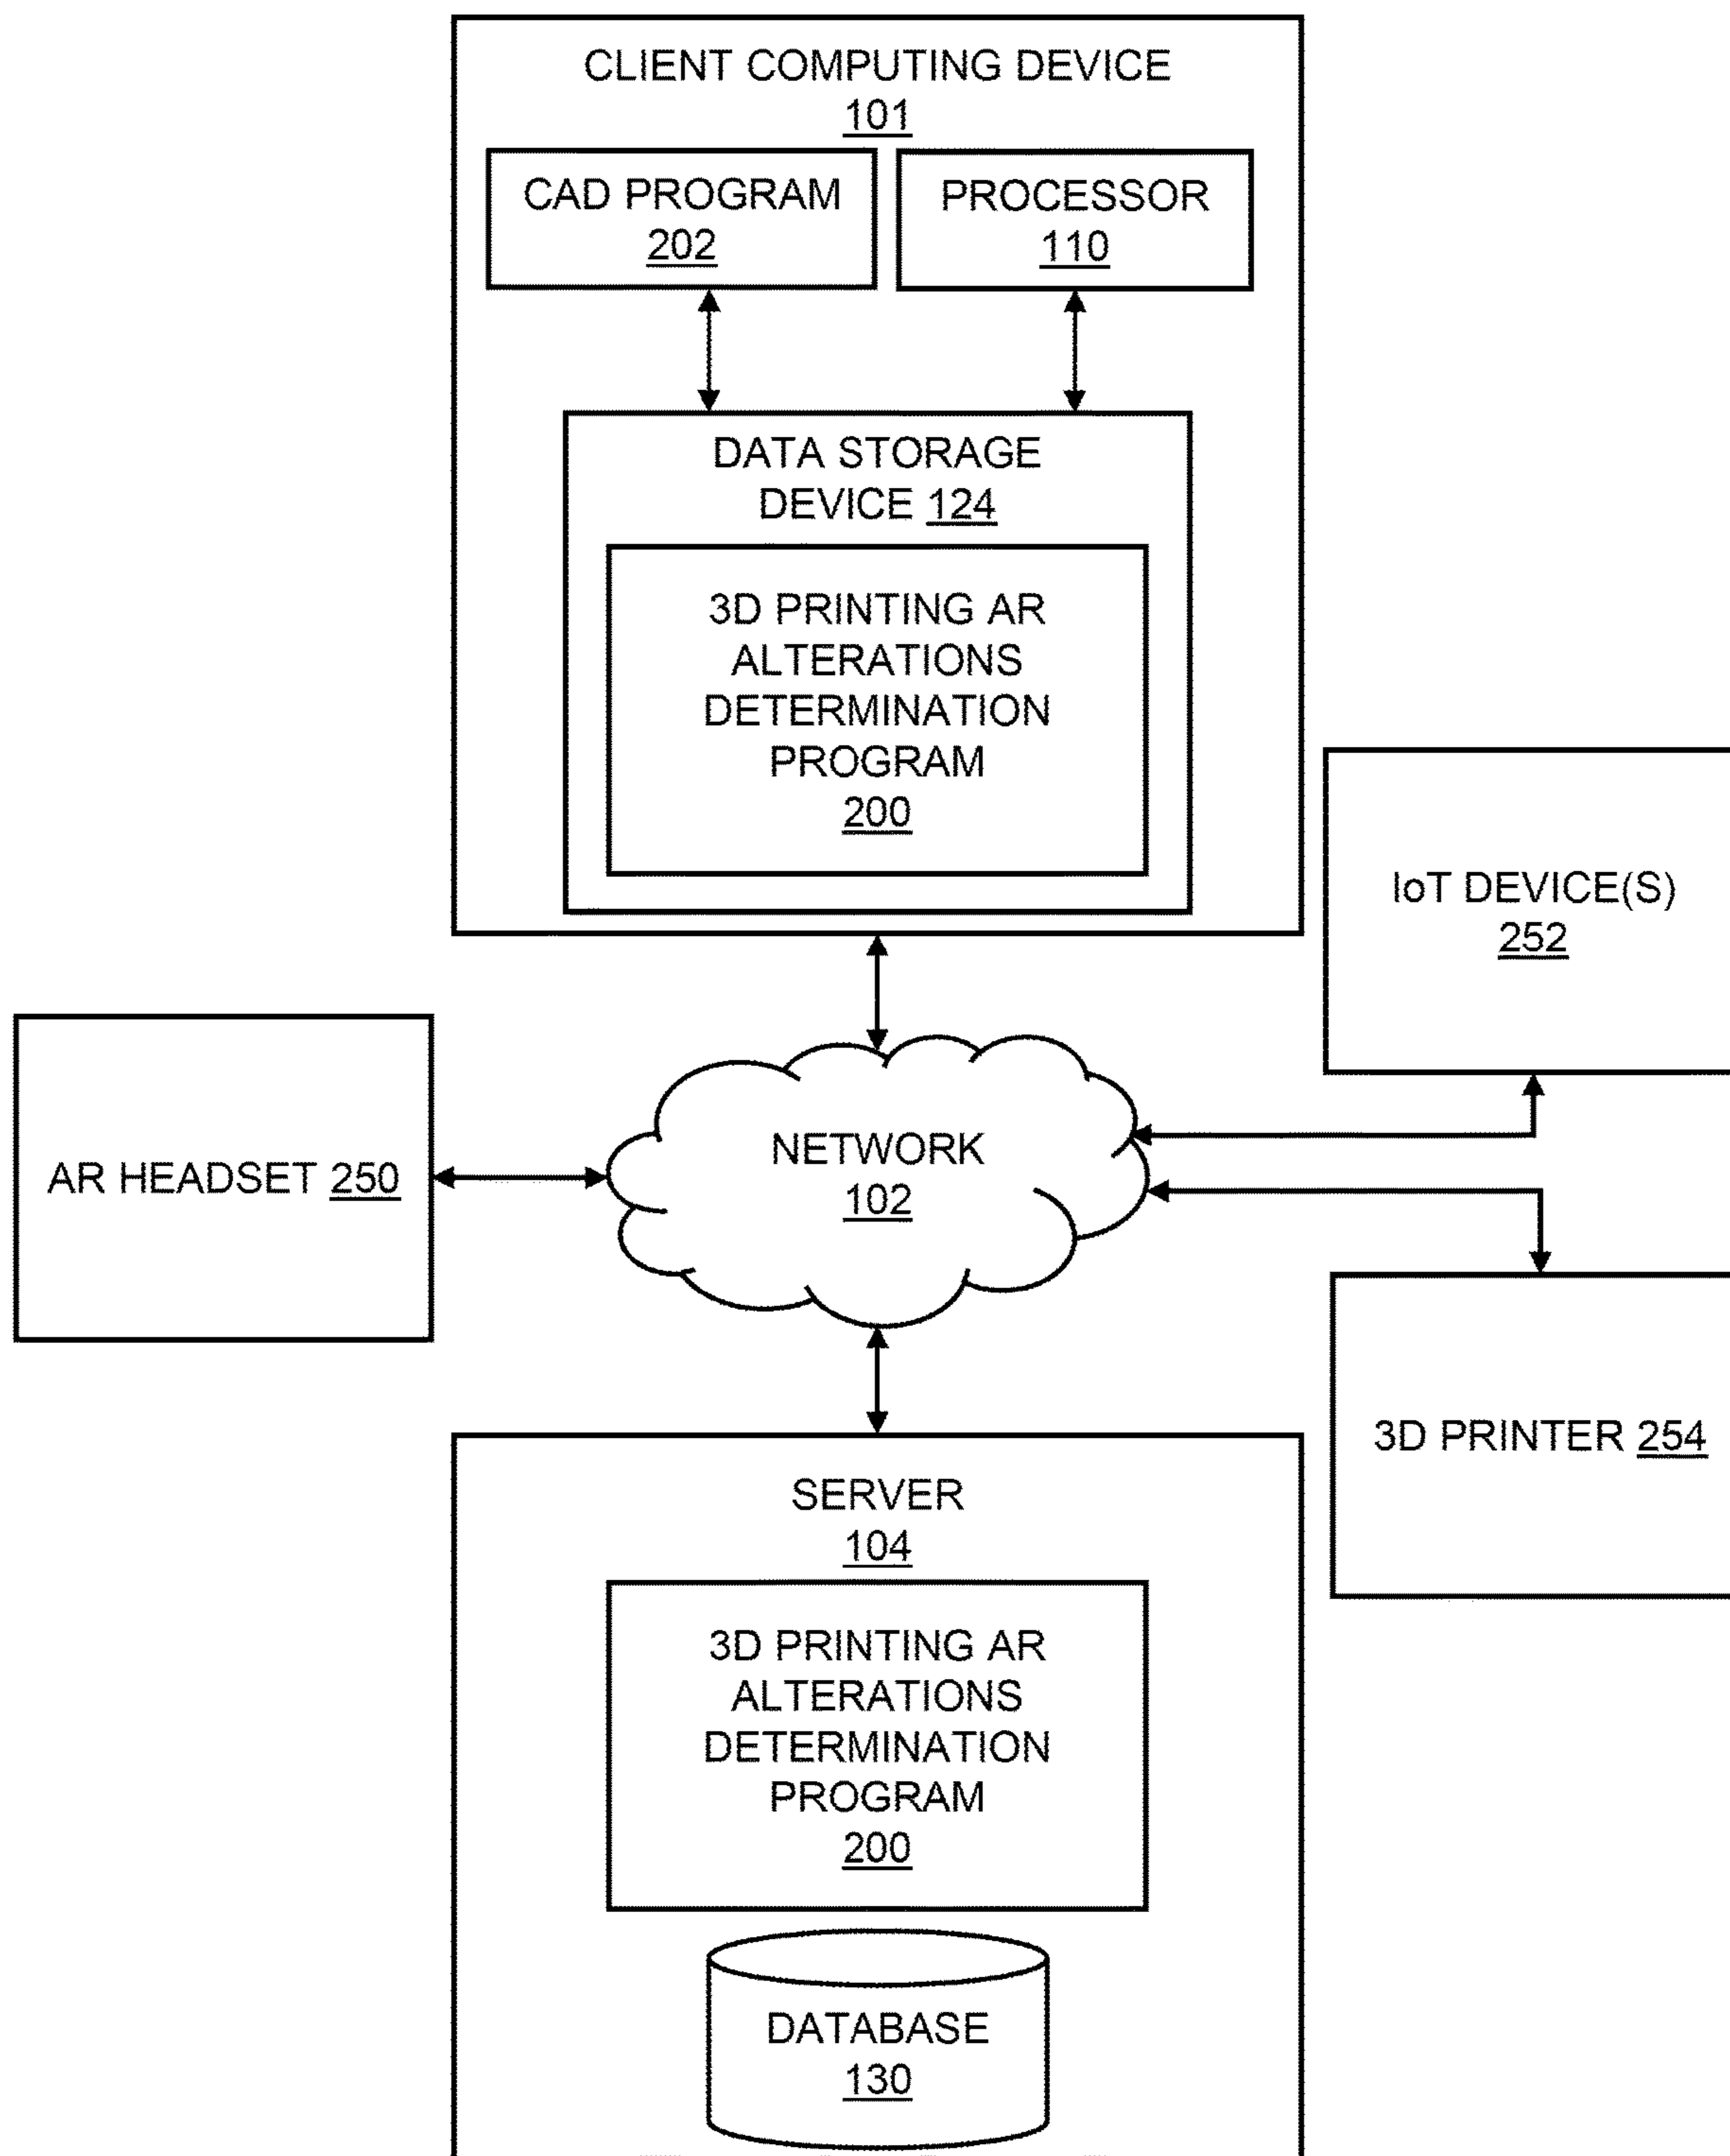 CLIENT COMPUTING DEVICE
101
CAD PROGRAM
202
PROCESSOR
110
DATA STORAGE
DEVICE 124
3D PRINTING AR
ALTERATIONS
DETERMINATION
PROGRAM
200
IoT DEVICE(S)
252
AR HEADSET 250
NETWORK
102
3D PRINTER 254
SERVER
104
3D PRINTING AR
ALTERATIONS
DETERMINATION
PROGRAM
200
DATABASE
130